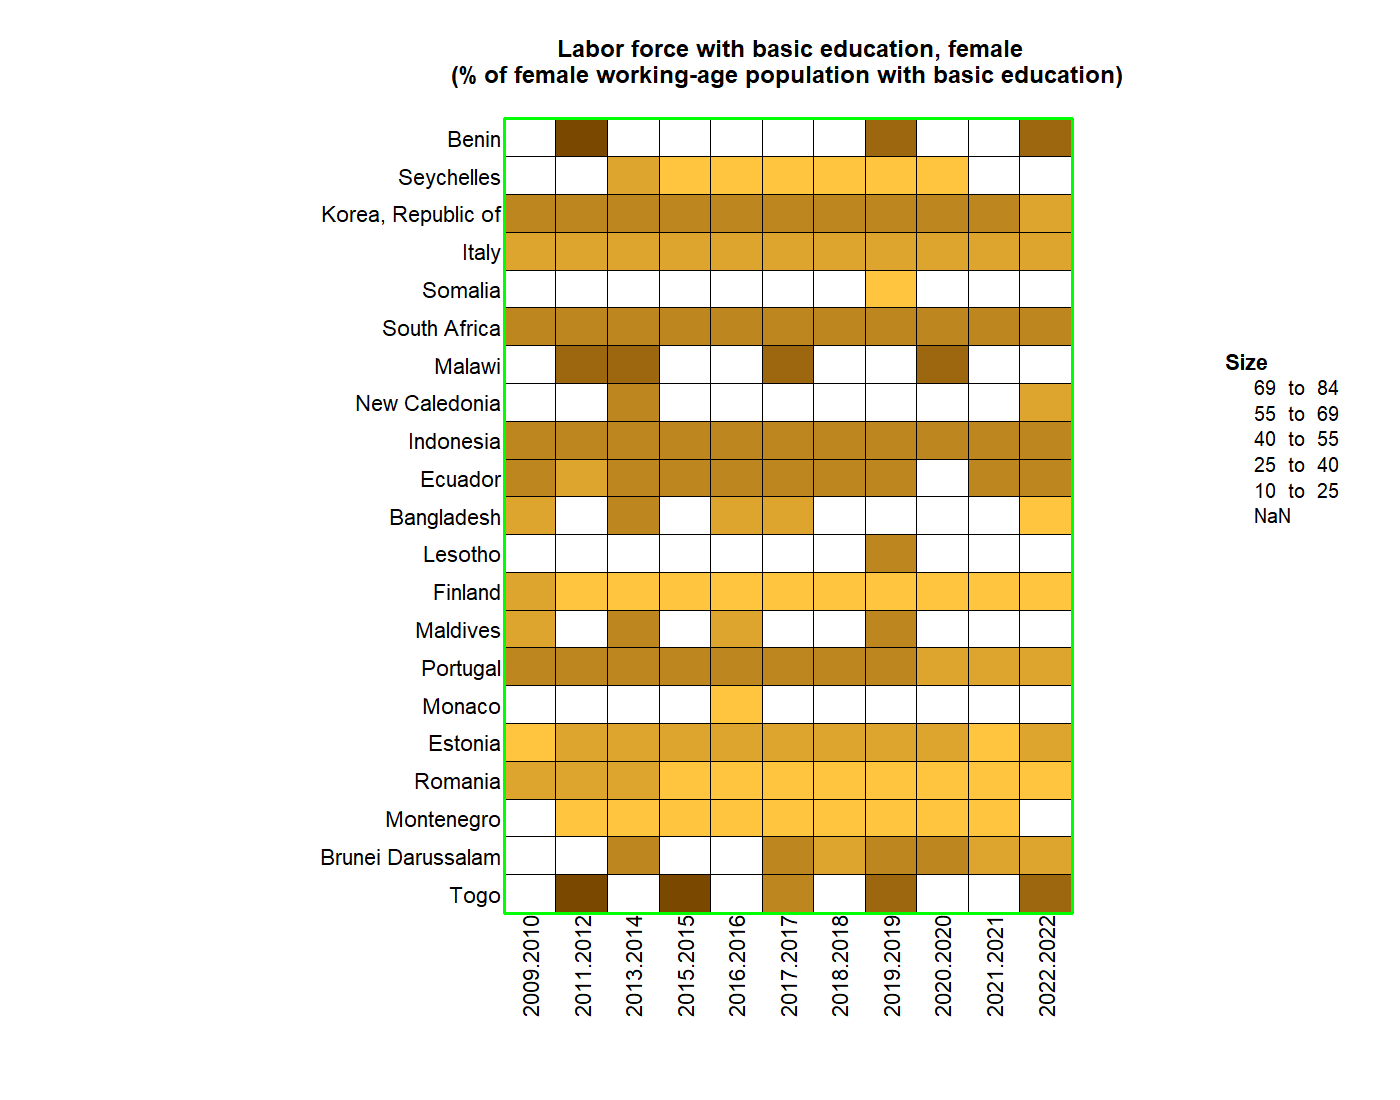 Labor force with basic education, female
(% of female working-age population with basic education)
Benin
Seychelles
Korea, Republic of
Italy
Somalia
South Africa
Malawi
New Caledonia
Indonesia
Ecuador
Bangladesh
Lesotho
Finland
Maldives
Portugal
Monaco
Estonia
Romania
Montenegro
Brunei Darussalam
Togo
2009.2010
2011.2012
2013.2014
2015.2015
2016.2016
2017.2017
2018.2018
2019.2019
2020.2020
2021.2021
2022.2022
Size
69 to 84
55 to 69
40 to 55
25 to 40
10 to 25
NaN